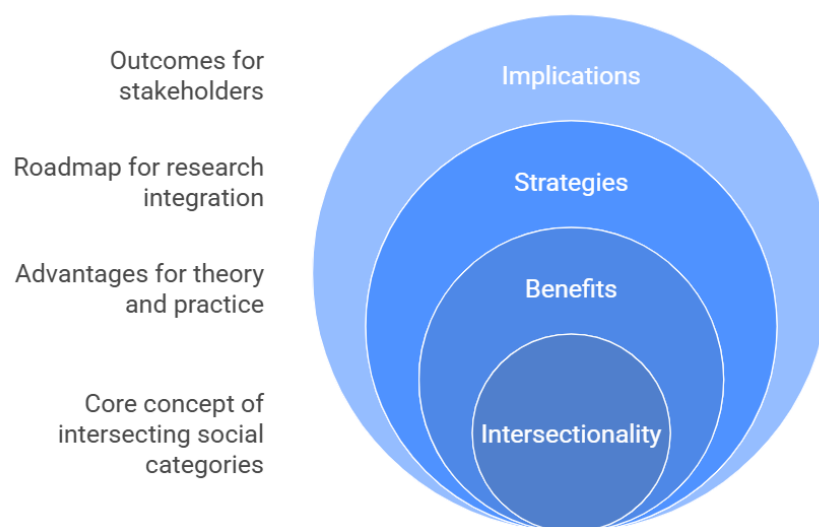 Outcomes for
stakeholders
Implications
Roadmap for research
integration
Strategies
Advantages for theory
and practice
Benefits
Core concept of
intersecting social
categories
Intersectionality